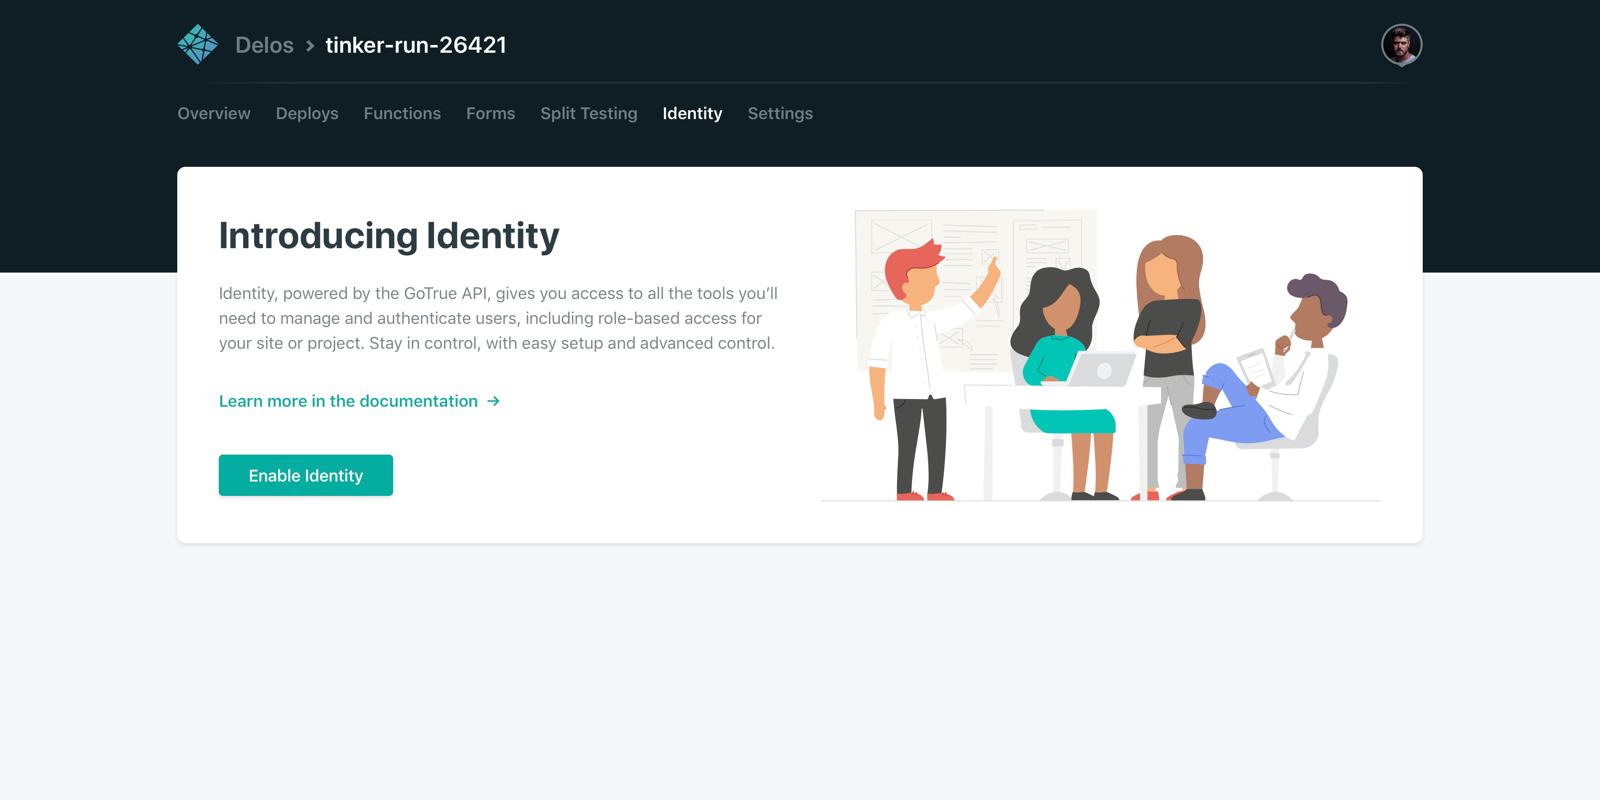 Delos > tinker-run-26421
Overview Deploys Functions Forms Split Testing Identity Settings
Introducing Identity
Identity, powered by the GoTrue API, gives you access to all the tools you’ll
need to manage and authenticate users, including role-based access for
your site or project. Stay in control, with easy setup and advanced control.
Learn more in the documentation →
Enable Identity